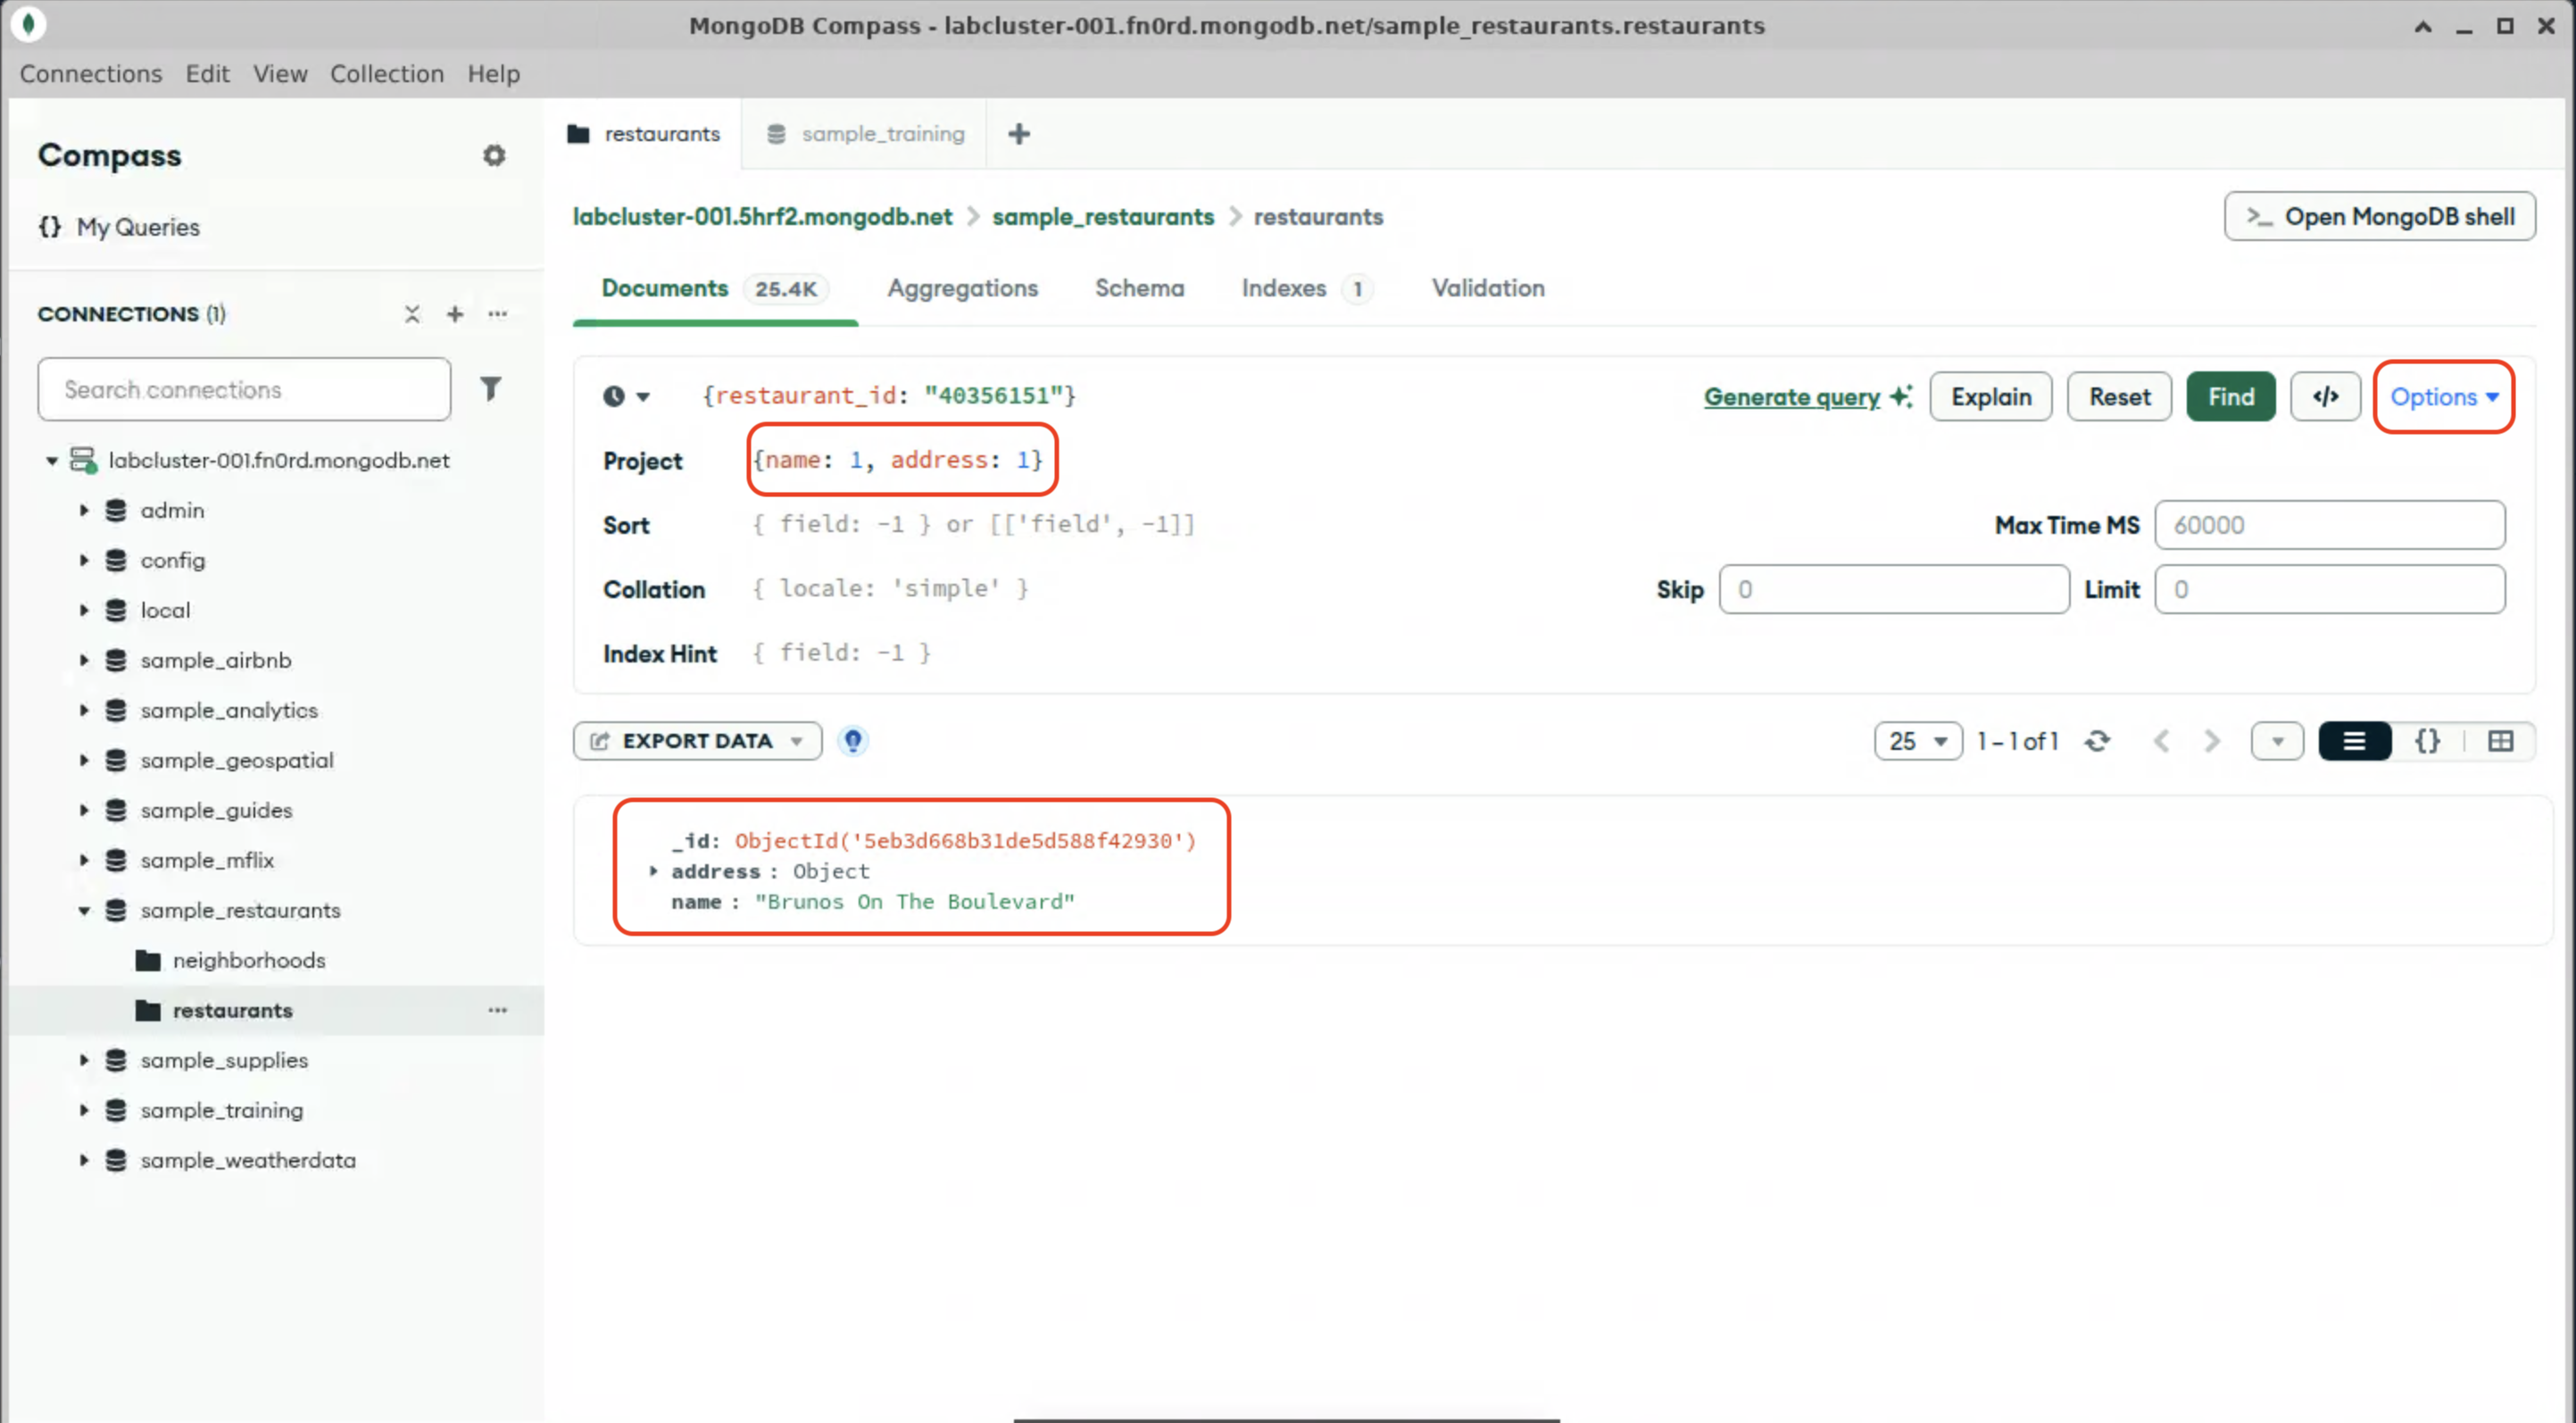 MongoDB Compass - labcluster-001.fn0rd.mongodb.net/sample_restaurants.restaurants
Connections Edit View Collection Help
Compass
{} My Queries
CONNECTIONS (1)
Search connections
labcluster-001.fn0rd.mongodb.net
admin
config
local
sample_airbnb
sample_analytics
sample_geospatial
sample_guides
sample_mflix
sample_restaurants
neighborhoods
restaurants
sample_supplies
sample_training
sample_weatherdata
restaurants sample_training +
labcluster-001.5hrf2.mongodb.net > sample_restaurants > restaurants
>_ Open MongoDB shell
Documents 25.4K Aggregations Schema Indexes 1 Validation
{restaurant_id: "40356151"}
Generate query Explain Reset Find </> Options
Project {name: 1, address: 1}
Sort { field: -1 } or [['field', -1]]
Max Time MS 60000
Collation { locale: 'simple' }
Skip 0 Limit 0
Index Hint { field: -1 }
EXPORT DATA
25 1 – 1 of 1 {}
_id: ObjectId('5eb3d668b31de5d588f42930')
address : Object
name : "Brunos On The Boulevard"